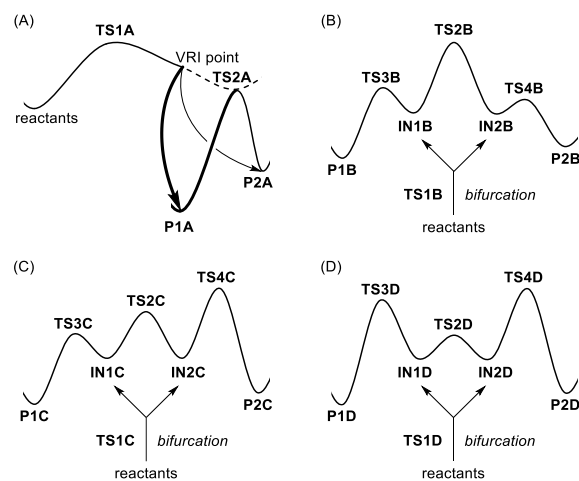 (A)
TS1A
VRI point
TS2A
reactants
P2A
P1A
(B)
TS2B
TS3B
TS4B
IN1B
IN2B
P1B
P2B
TS1B
bifurcation
reactants
(C)
TS4C
TS2C
TS3C
IN1C
IN2C
P1C
P2C
TS1C
bifurcation
reactants
(D)
TS3D
TS4D
TS2D
IN1D
IN2D
P1D
P2D
TS1D
bifurcation
reactants